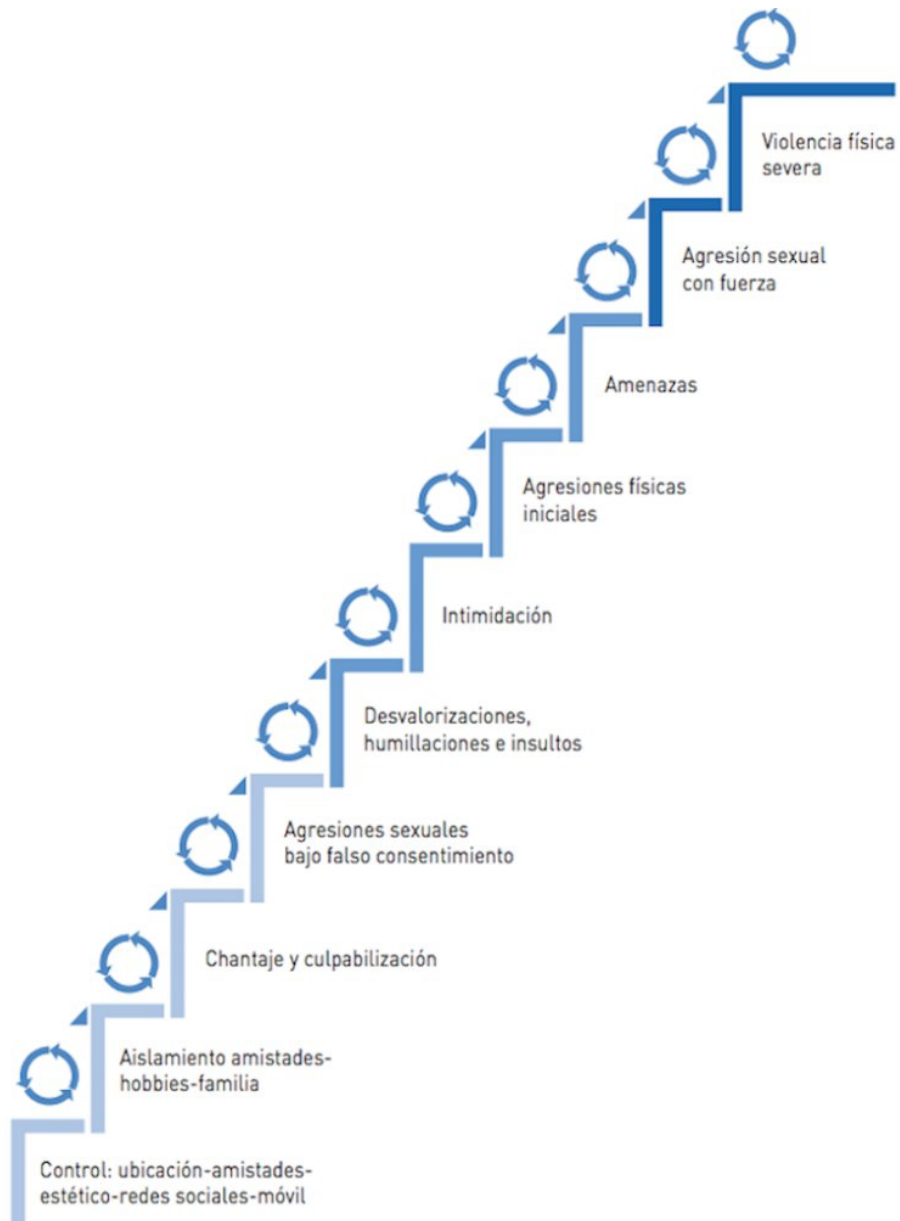 Violencia física
severa
Agresión sexual
con fuerza
Amenazas
Agresiones físicas
iniciales
Intimidación
Desvalorizaciones,
humillaciones e insultos
Agresiones sexuales
bajo falso consentimiento
Chantaje y culpabilización
Aislamiento amistades-
hobbies-familia
Control: ubicación-amistades-
estético-redes sociales-móvil